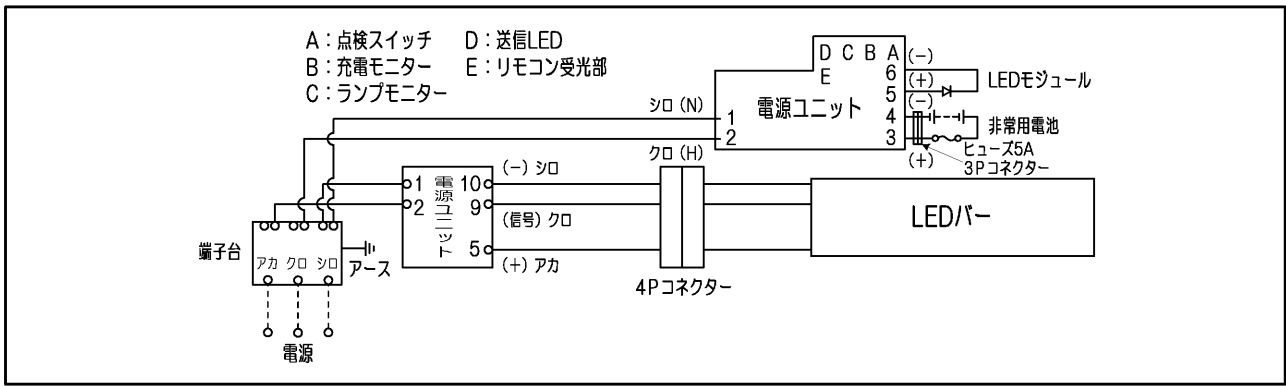 A：点検スイッチ　D：送信LED
B：充電モニター　E：リモコン受光部
C：ランプモニター
D C B A (−)
E 6 (+)
5 (−)
4
3 (+)
電源ユニット
1
2
LEDモジュール
非常用電池
ヒューズ5A
3Pコネクター
シロ (N)
クロ (H)
1
2
電源ユニット
10
9
5
(−) シロ
(信号) クロ
(+) アカ
4Pコネクター
LEDバー
端子台
アカ クロ シロ
アース
電源